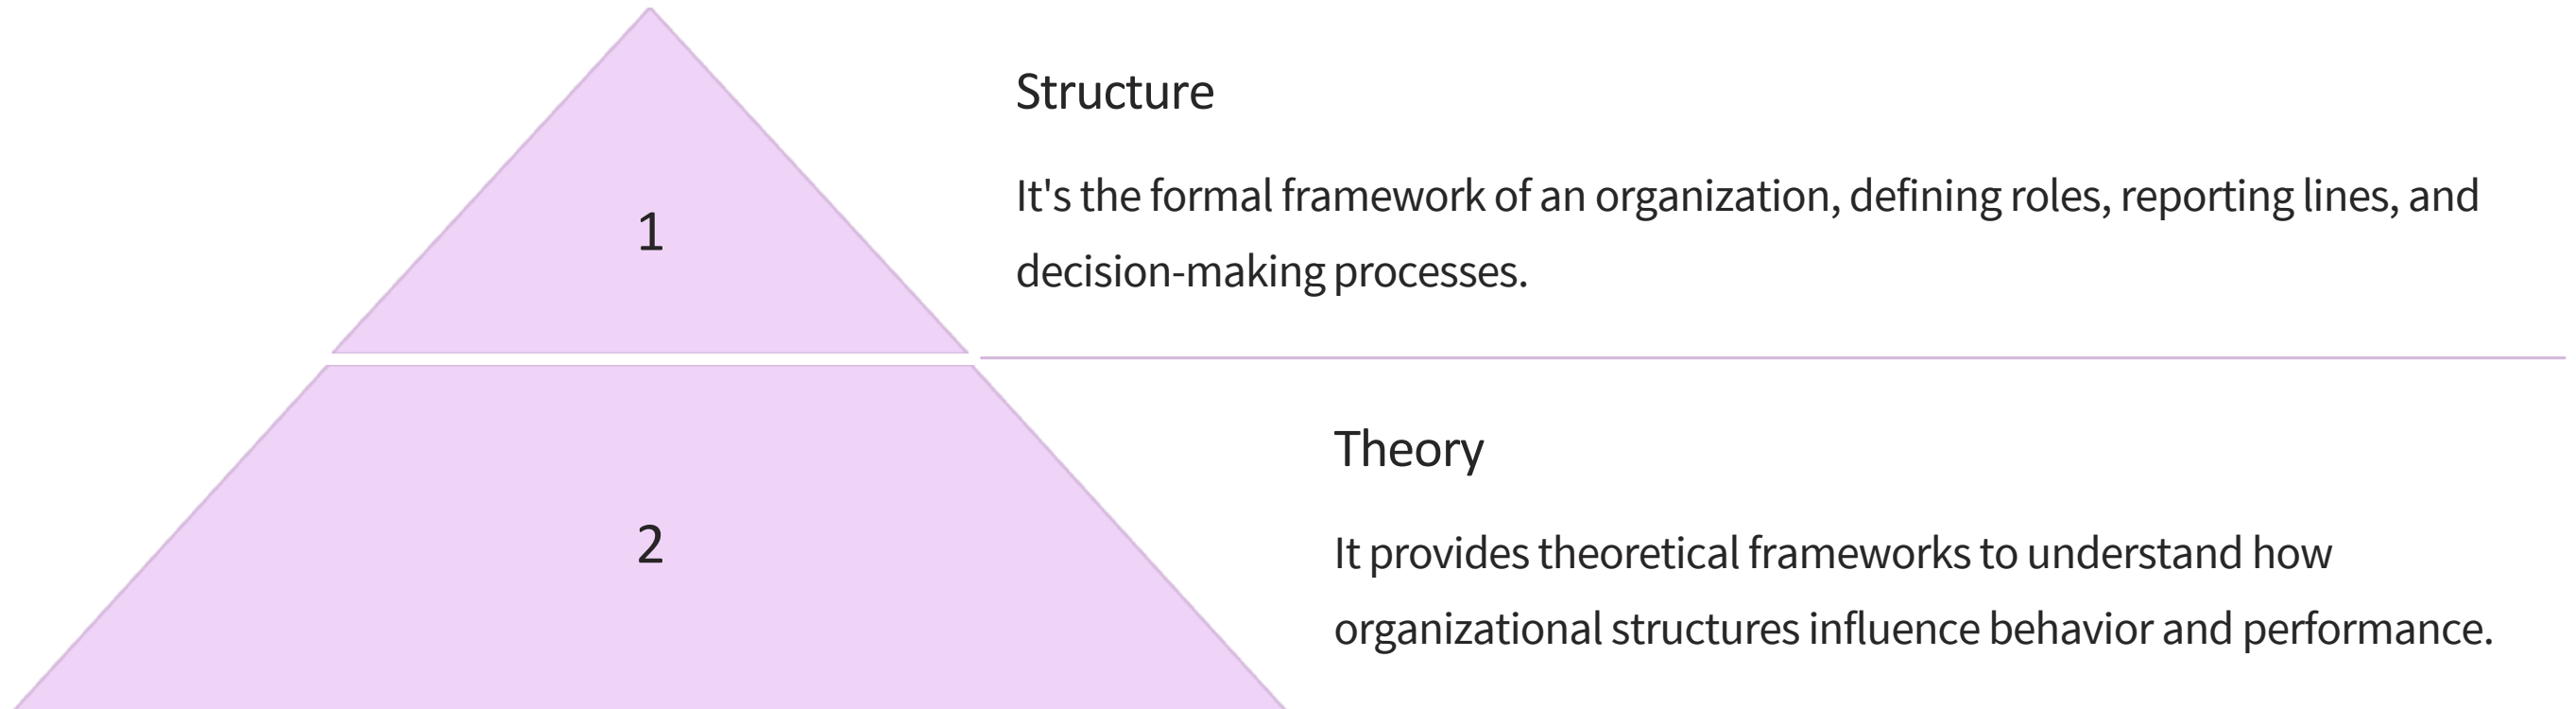 Structure
1
It's the formal framework of an organization, defining roles, reporting lines, and
decision-making processes.
Theory
2
It provides theoretical frameworks to understand how
organizational structures influence behavior and performance.